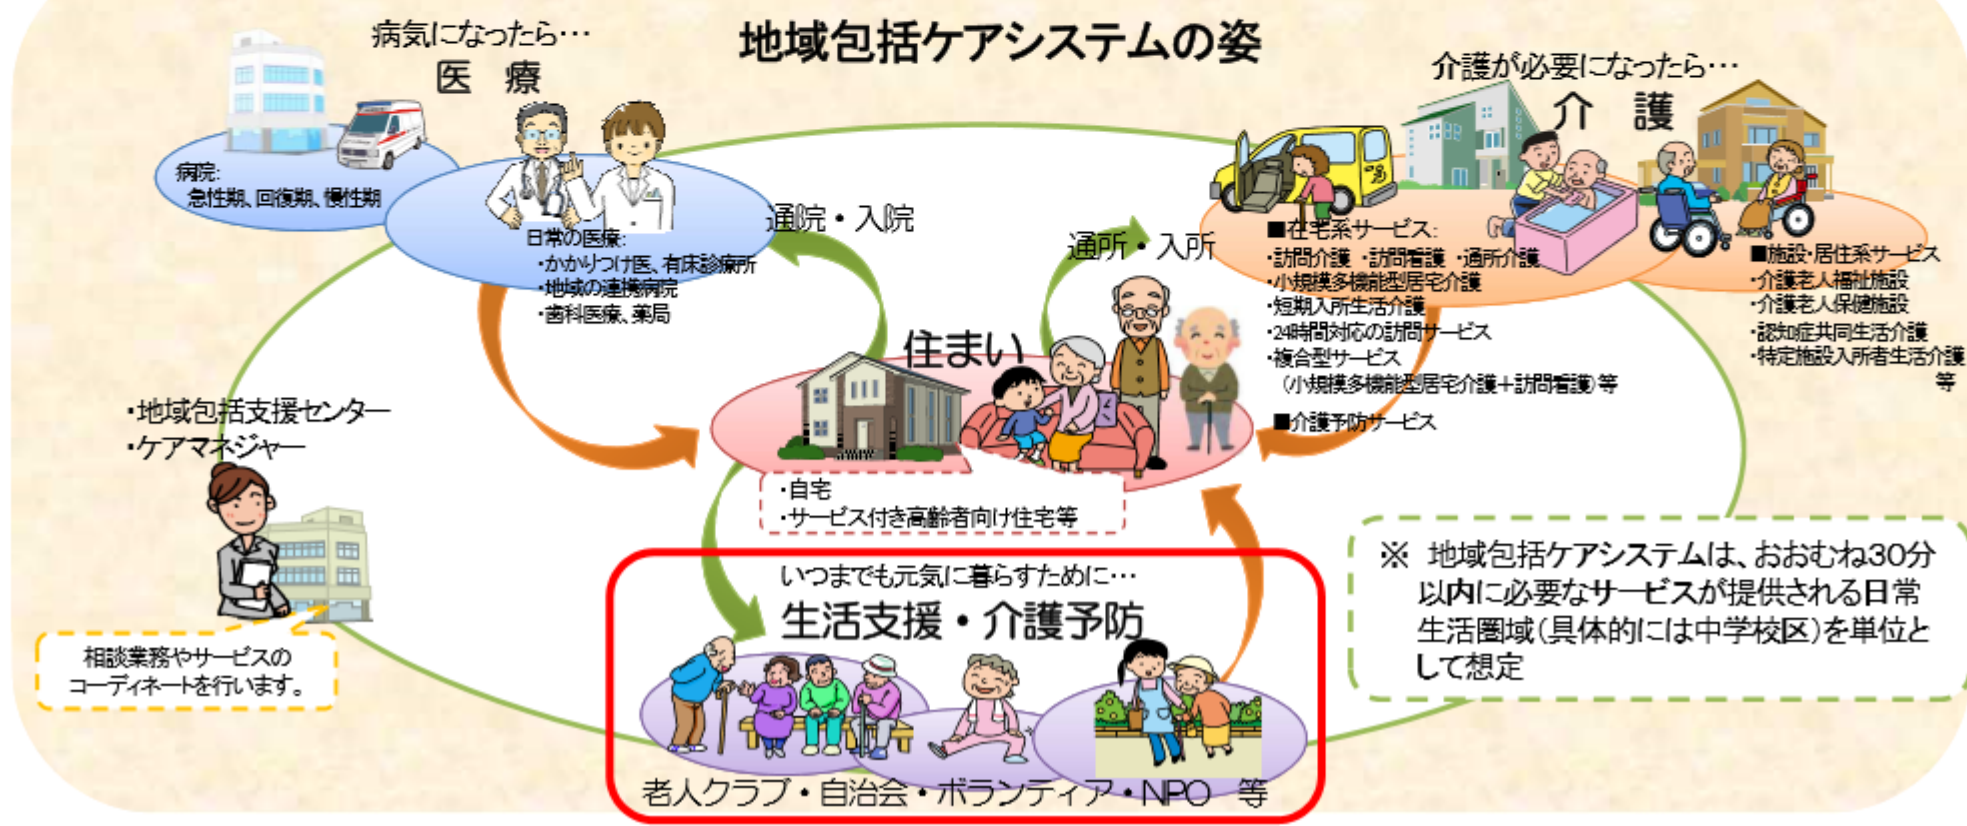 地域包括ケアシステムの姿
病気になったら…
医 療
病院:
急性期、回復期、慢性期
日常の医療:
・かかりつけ医、有床診療所
・地域の連携病院
・歯科医療、薬局
通院・入院
通所・入所
介護が必要になったら…
介 護
■在宅系サービス:
・訪問介護 ・訪問看護 ・通所介護
・小規模多機能型居宅介護
・短期入所生活介護
・24時間対応の訪問サービス
・複合型サービス
(小規模多機能型居宅介護+訪問看護)等
■介護予防サービス
■施設・居住系サービス
・介護老人福祉施設
・介護老人保健施設
・認知症共同生活介護
・特定施設入所者生活介護
等
住まい
・自宅
・サービス付き高齢者向け住宅等
・地域包括支援センター
・ケアマネジャー
相談業務やサービスの
コーディネートを行います。
いつまでも元気に暮らすために…
生活支援・介護予防
老人クラブ・自治会・ボランティア・NPO 等
※ 地域包括ケアシステムは、おおむね30分
以内に必要なサービスが提供される日常
生活圏域(具体的には中学校区)を単位と
して想定